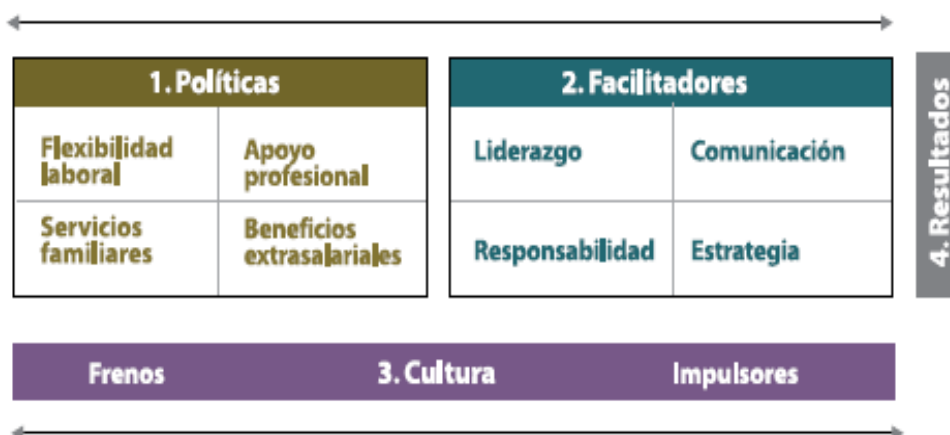 1. Políticas
Flexibilidad
laboral
Apoyo
profesional
Servicios
familiares
Beneficios
extrasalariales
2. Facilitadores
Liderazgo
Comunicación
Responsabilidad
Estrategia
4. Resultados
Frenos
3. Cultura
Impulsores